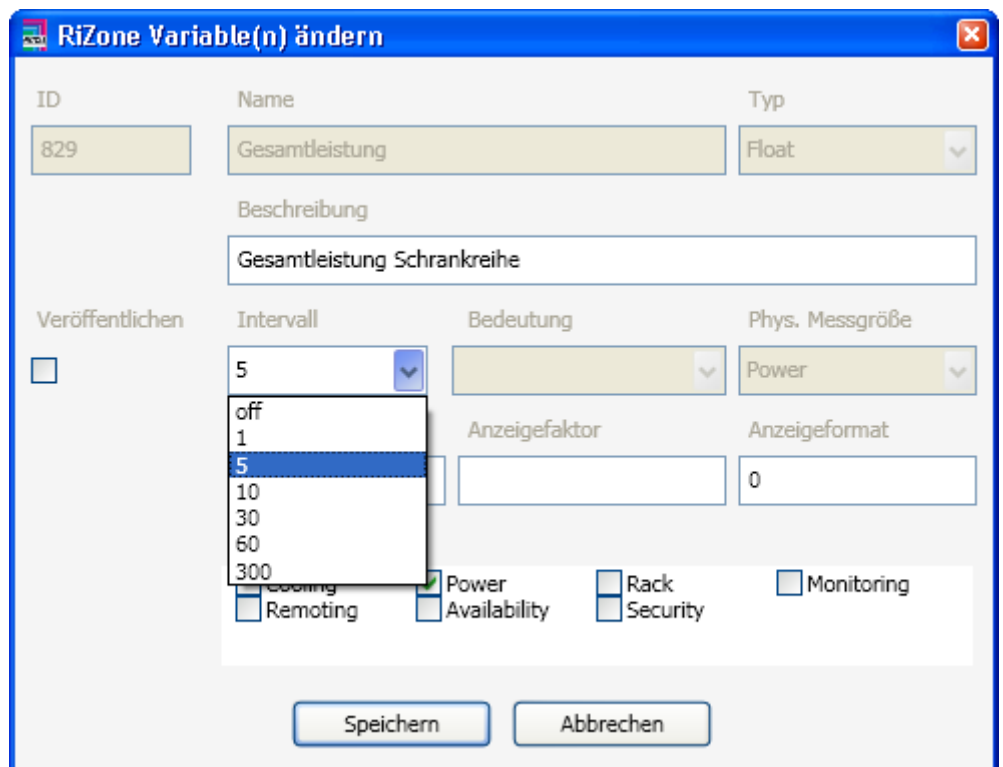 RiZone Variable(n) ändern
ID Name Typ
829 Gesamtleistung Float
Beschreibung
Gesamtleistung Schrankreihe
Veröffentlichen Intervall Bedeutung Phys. Messgröße
5 Power
off
1 Anzeigefaktor Anzeigeformat
5 0
10
30
60
300
Cooling Power Rack Monitoring
Remoting Availability Security
Speichern Abbrechen